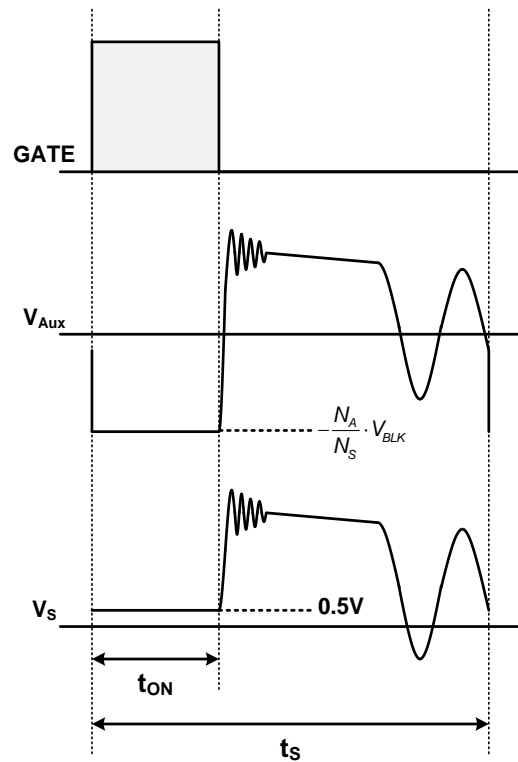 GATE
V_Aux
-N_A/N_S · V_BLK
V_S
0.5V
t_ON
t_S